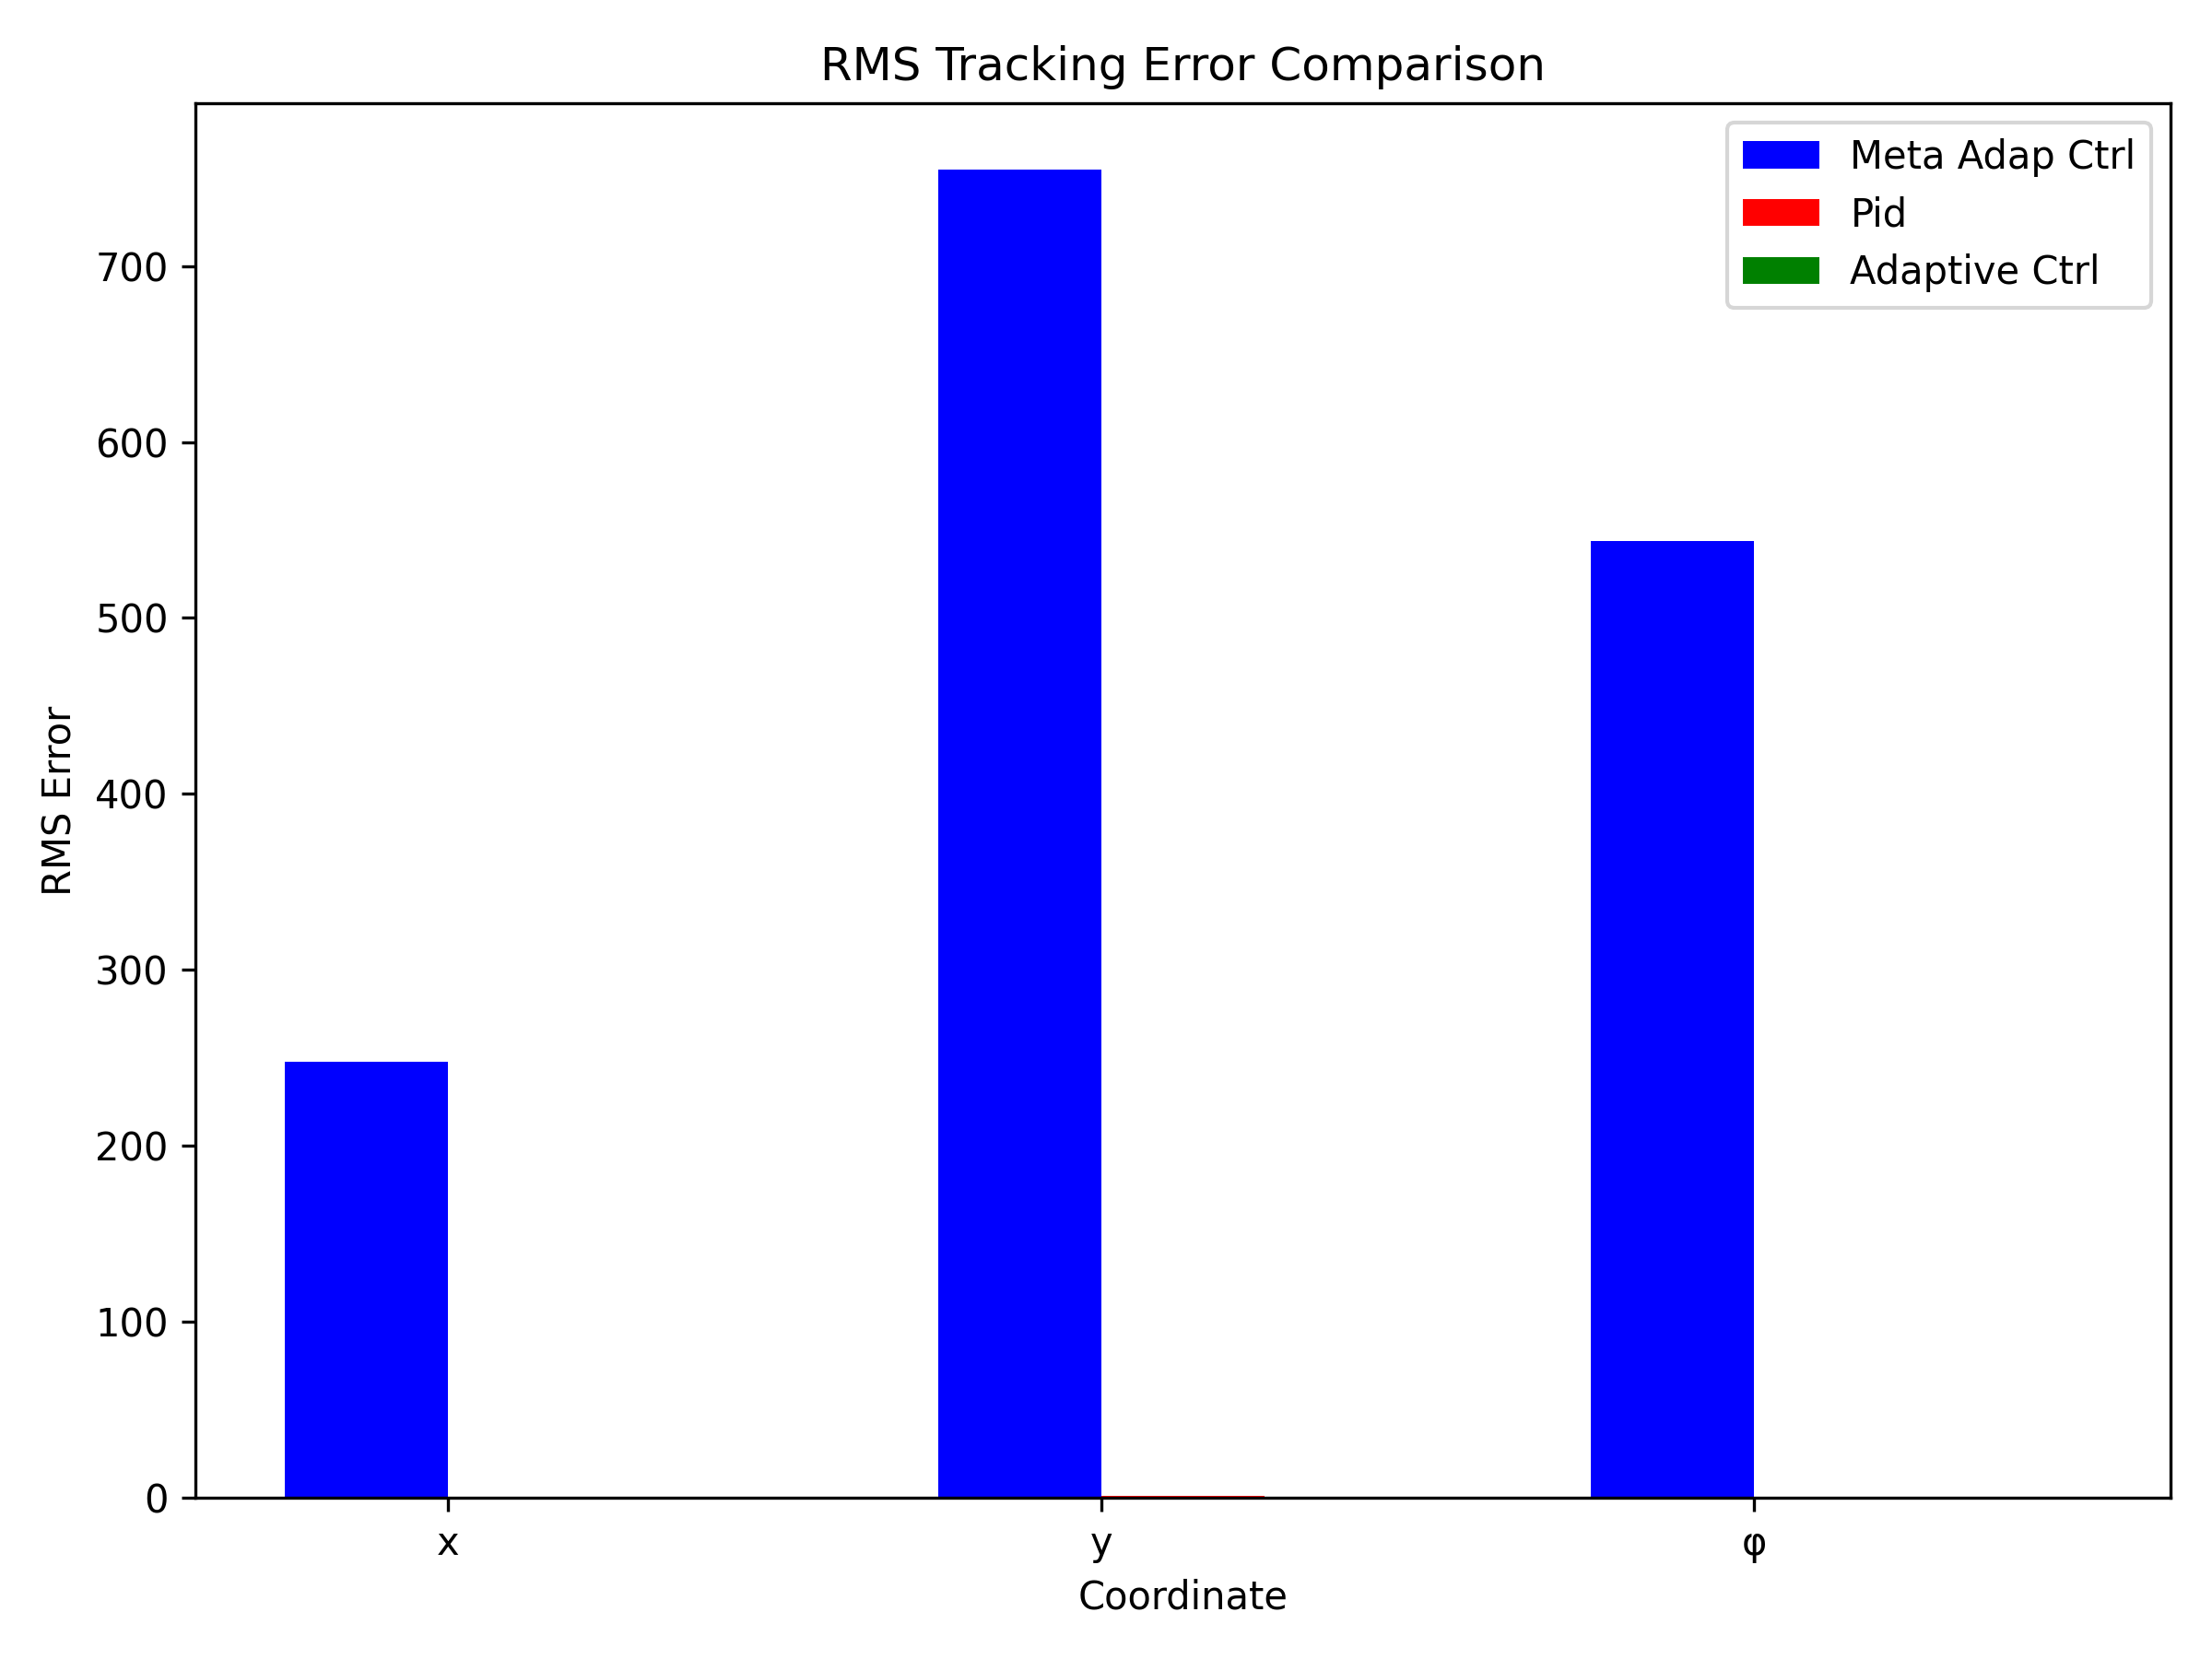 RMS Tracking Error Comparison
Meta Adap Ctrl
Pid
Adaptive Ctrl
700
600
500
400
300
200
100
0
RMS Error
x
y
φ
Coordinate